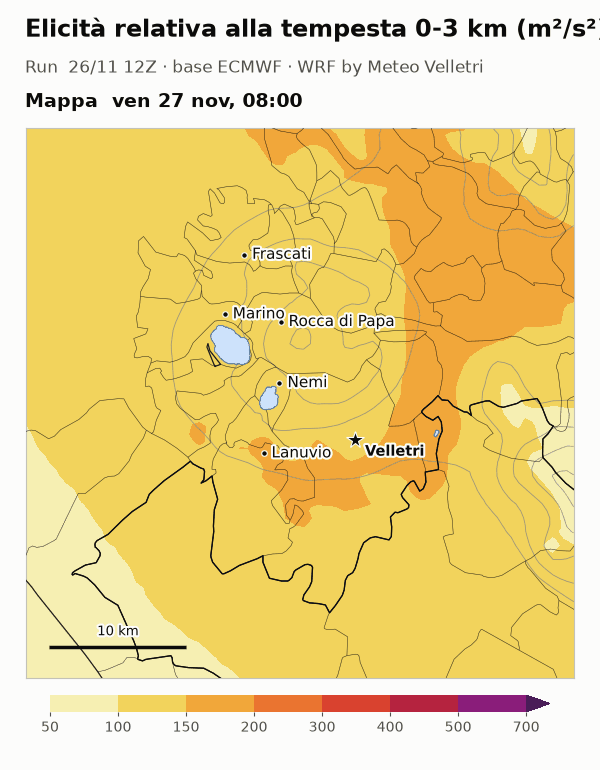 Elicità relativa alla tempesta 0-3 km (m²/s²)
Run  26/11 12Z · base ECMWF · WRF by Meteo Velletri
Mappa  ven 27 nov, 08:00
Frascati
Marino
Rocca di Papa
Nemi
Velletri
Lanuvio
10 km
50 100 150 200 300 400 500 700